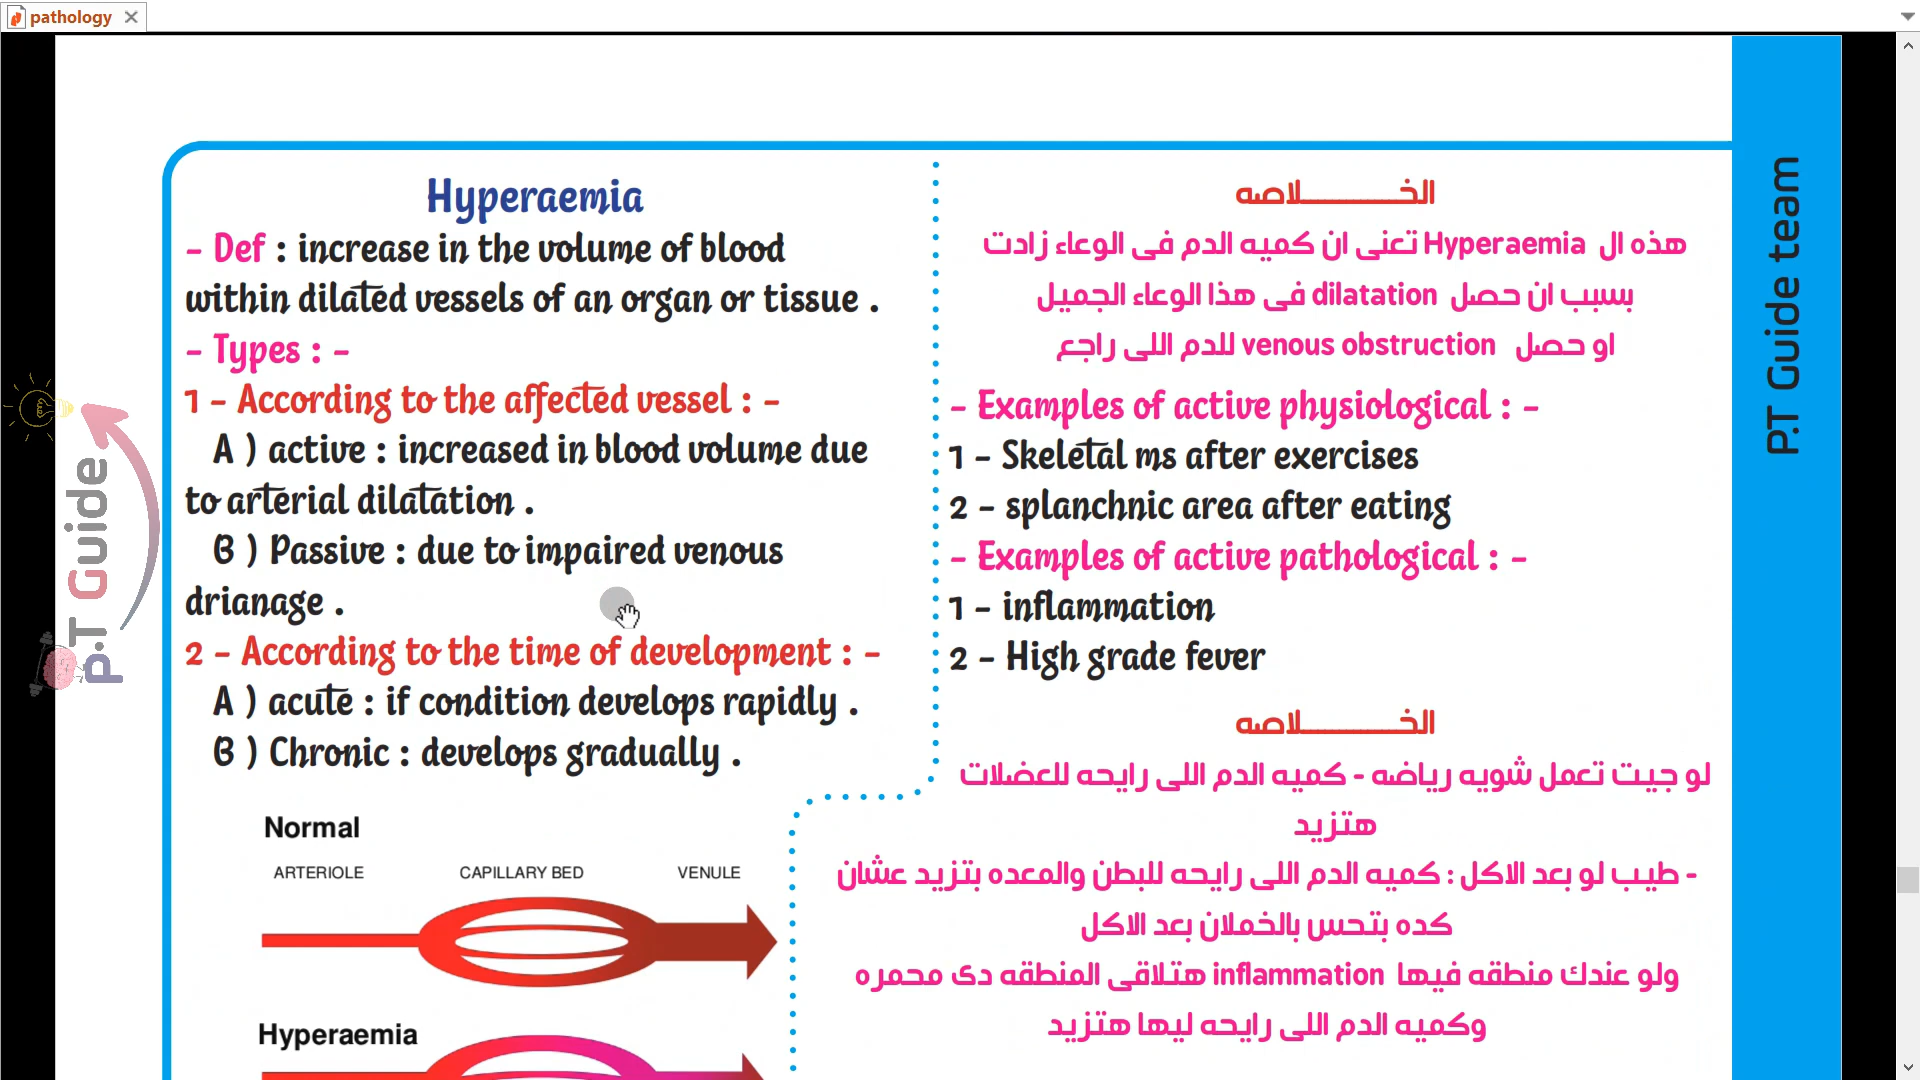 pathology
Hyperaemia
- Def : increase in the volume of blood
within dilated vessels of an organ or tissue .
- Types : -
1 - According to the affected vessel : -
A ) active : increased in blood volume due
to arterial dilatation .
B ) Passive : due to impaired venous
drianage .
2 - According to the time of development : -
A ) acute : if condition develops rapidly .
B ) Chronic : develops gradually .
Normal
ARTERIOLE CAPILLARY BED VENULE
Hyperaemia
الخـــــــــلاصه
هذه ال Hyperaemia تعنى ان كميه الدم فى الوعاء زادت
بسبب ان حصل dilatation فى هذا الوعاء الجميل
او حصل venous obstruction للدم اللى راجع
- Examples of active physiological : -
1 - Skeletal ms after exercises
2 - splanchnic area after eating
- Examples of active pathological : -
1 - inflammation
2 - High grade fever
الخـــــــــلاصه
لو جيت تعمل شويه رياضه - كميه الدم اللى رايحه للعضلات
هتزيد
- طيب لو بعد الاكل : كميه الدم اللى رايحه للبطن والمعده بتزيد عشان
كده بتحس بالخملان بعد الاكل
ولو عندك منطقه فيها inflammation هتلاقى المنطقه دى محمره
وكميه الدم اللى رايحه ليها هتزيد
P.T Guide team
P.T Guide